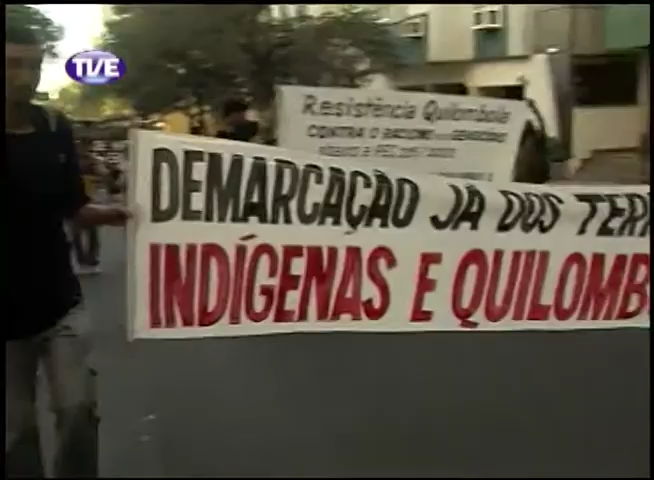 TVE
Resistência Quilombola
CONTRA O RACISMO
DEMARCAÇÃO JÁ DOS TERR
INDÍGENAS E QUILOMB